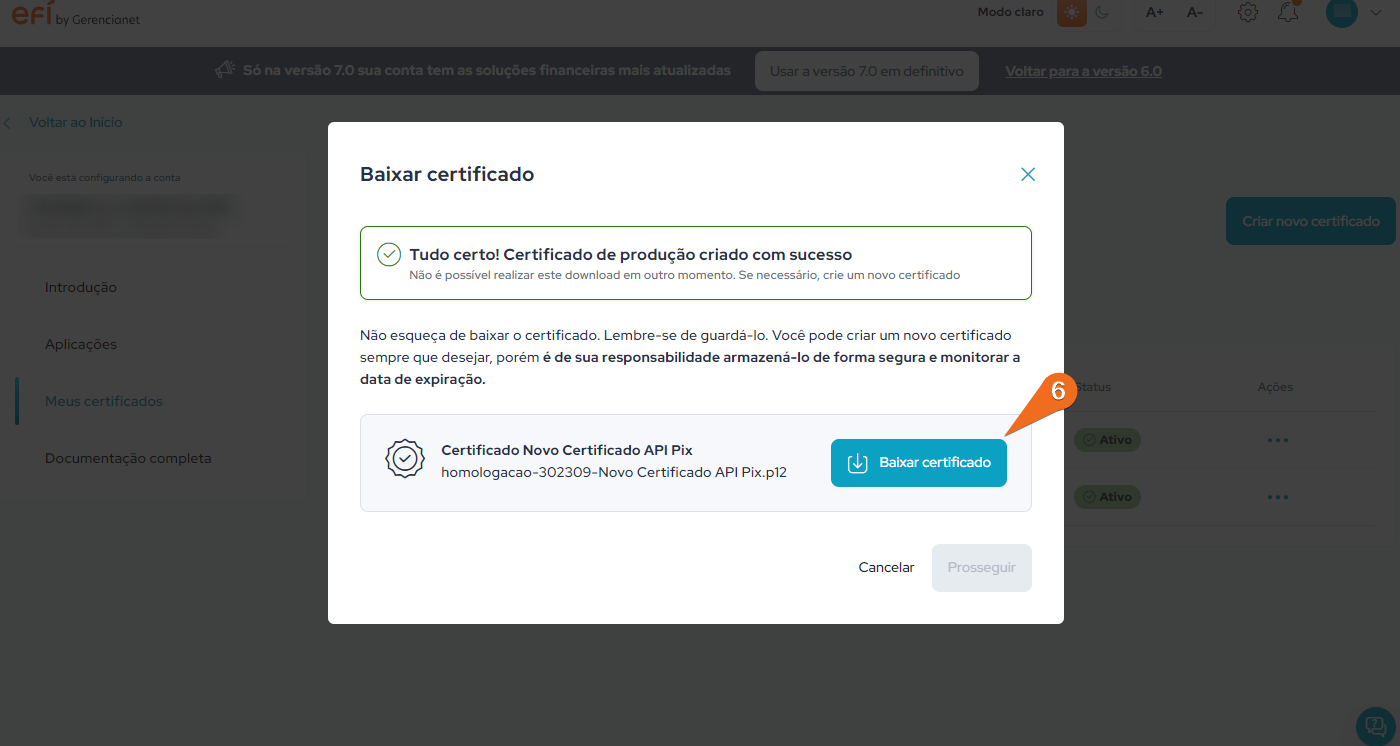 efí by Gerencianet
Modo claro
A+
A-
Só na versão 7.0 sua conta tem as soluções financeiras mais atualizadas
Usar a versão 7.0 em definitivo
Voltar para a versão 6.0
Voltar ao Início
Você está configurando a conta
Criar novo certificado
Introdução
Aplicações
Meus certificados
Documentação completa
Baixar certificado
Tudo certo! Certificado de produção criado com sucesso
Não é possível realizar este download em outro momento. Se necessário, crie um novo certificado
Não esqueça de baixar o certificado. Lembre-se de guardá-lo. Você pode criar um novo certificado
sempre que desejar, porém é de sua responsabilidade armazená-lo de forma segura e monitorar a
data de expiração.
6
Certificado Novo Certificado API Pix
homologacao-302309-Novo Certificado API Pix.p12
Baixar certificado
Cancelar
Prosseguir
Status
Ações
Ativo
Ativo